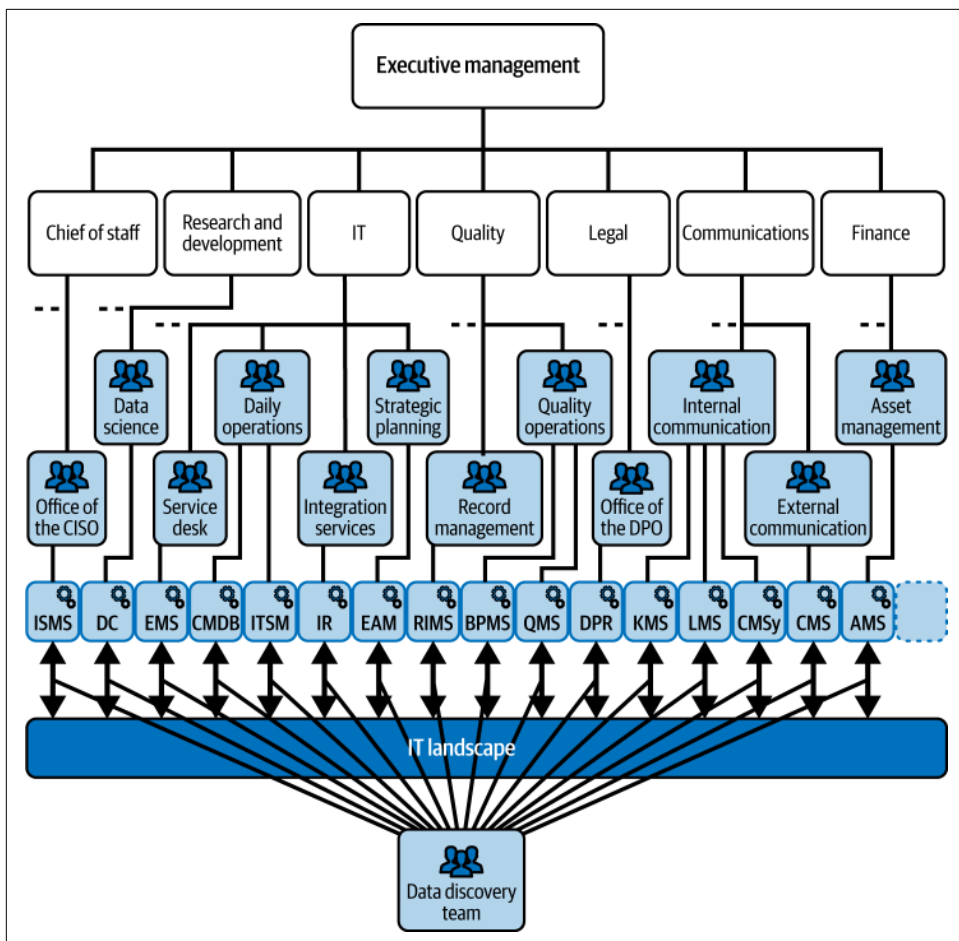 Executive management
Chief of staff
Research and
development
IT
Quality
Legal
Communications
Finance
Data
science
Daily
operations
Strategic
planning
Quality
operations
Internal
communication
Asset
management
Office of
the CISO
Service
desk
Integration
services
Record
management
Office of
the DPO
External
communication
ISMS
DC
EMS
CMDB
ITSM
IR
EAM
RIMS
BPMS
QMS
DPR
KMS
LMS
CMSy
CMS
AMS
IT landscape
Data discovery
team